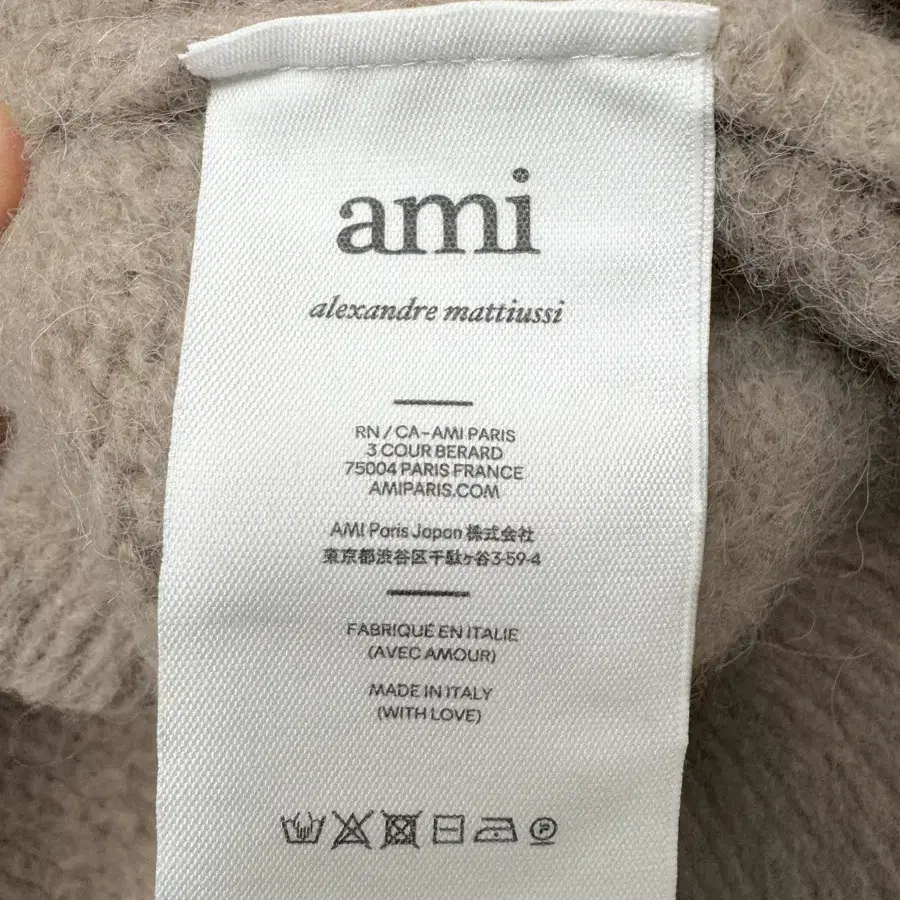 ami
alexandre mattiussi
RN / CA-AMI PARIS
3 COUR BERARD
75004 PARIS FRANCE
AMIPARIS.COM
AMI Paris Japan 株式会社
東京都渋谷区千駄ヶ谷3-59-4
FABRIQUE EN ITALIE
(AVEC AMOUR)
MADE IN ITALY
(WITH LOVE)
P